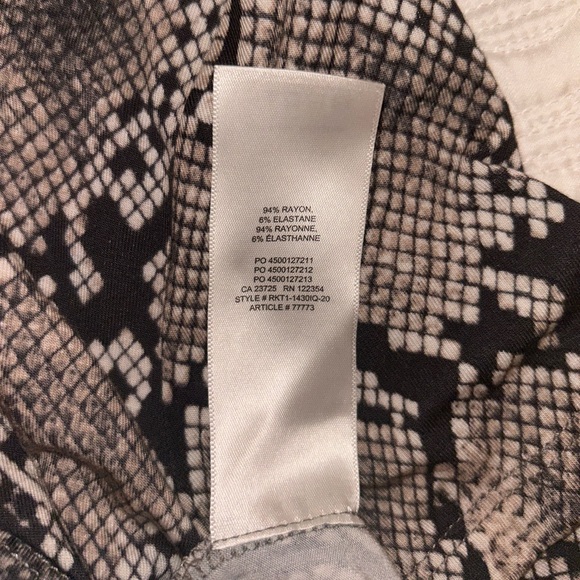 94% RAYON,
6% ELASTANE
94% RAYONNE,
6% ÉLASTHANNE
PO 4500127211
PO 4500127212
PO 4500127213
CA 23725 RN 122354
STYLE # RKT1-1430IQ-20
ARTICLE # 77773